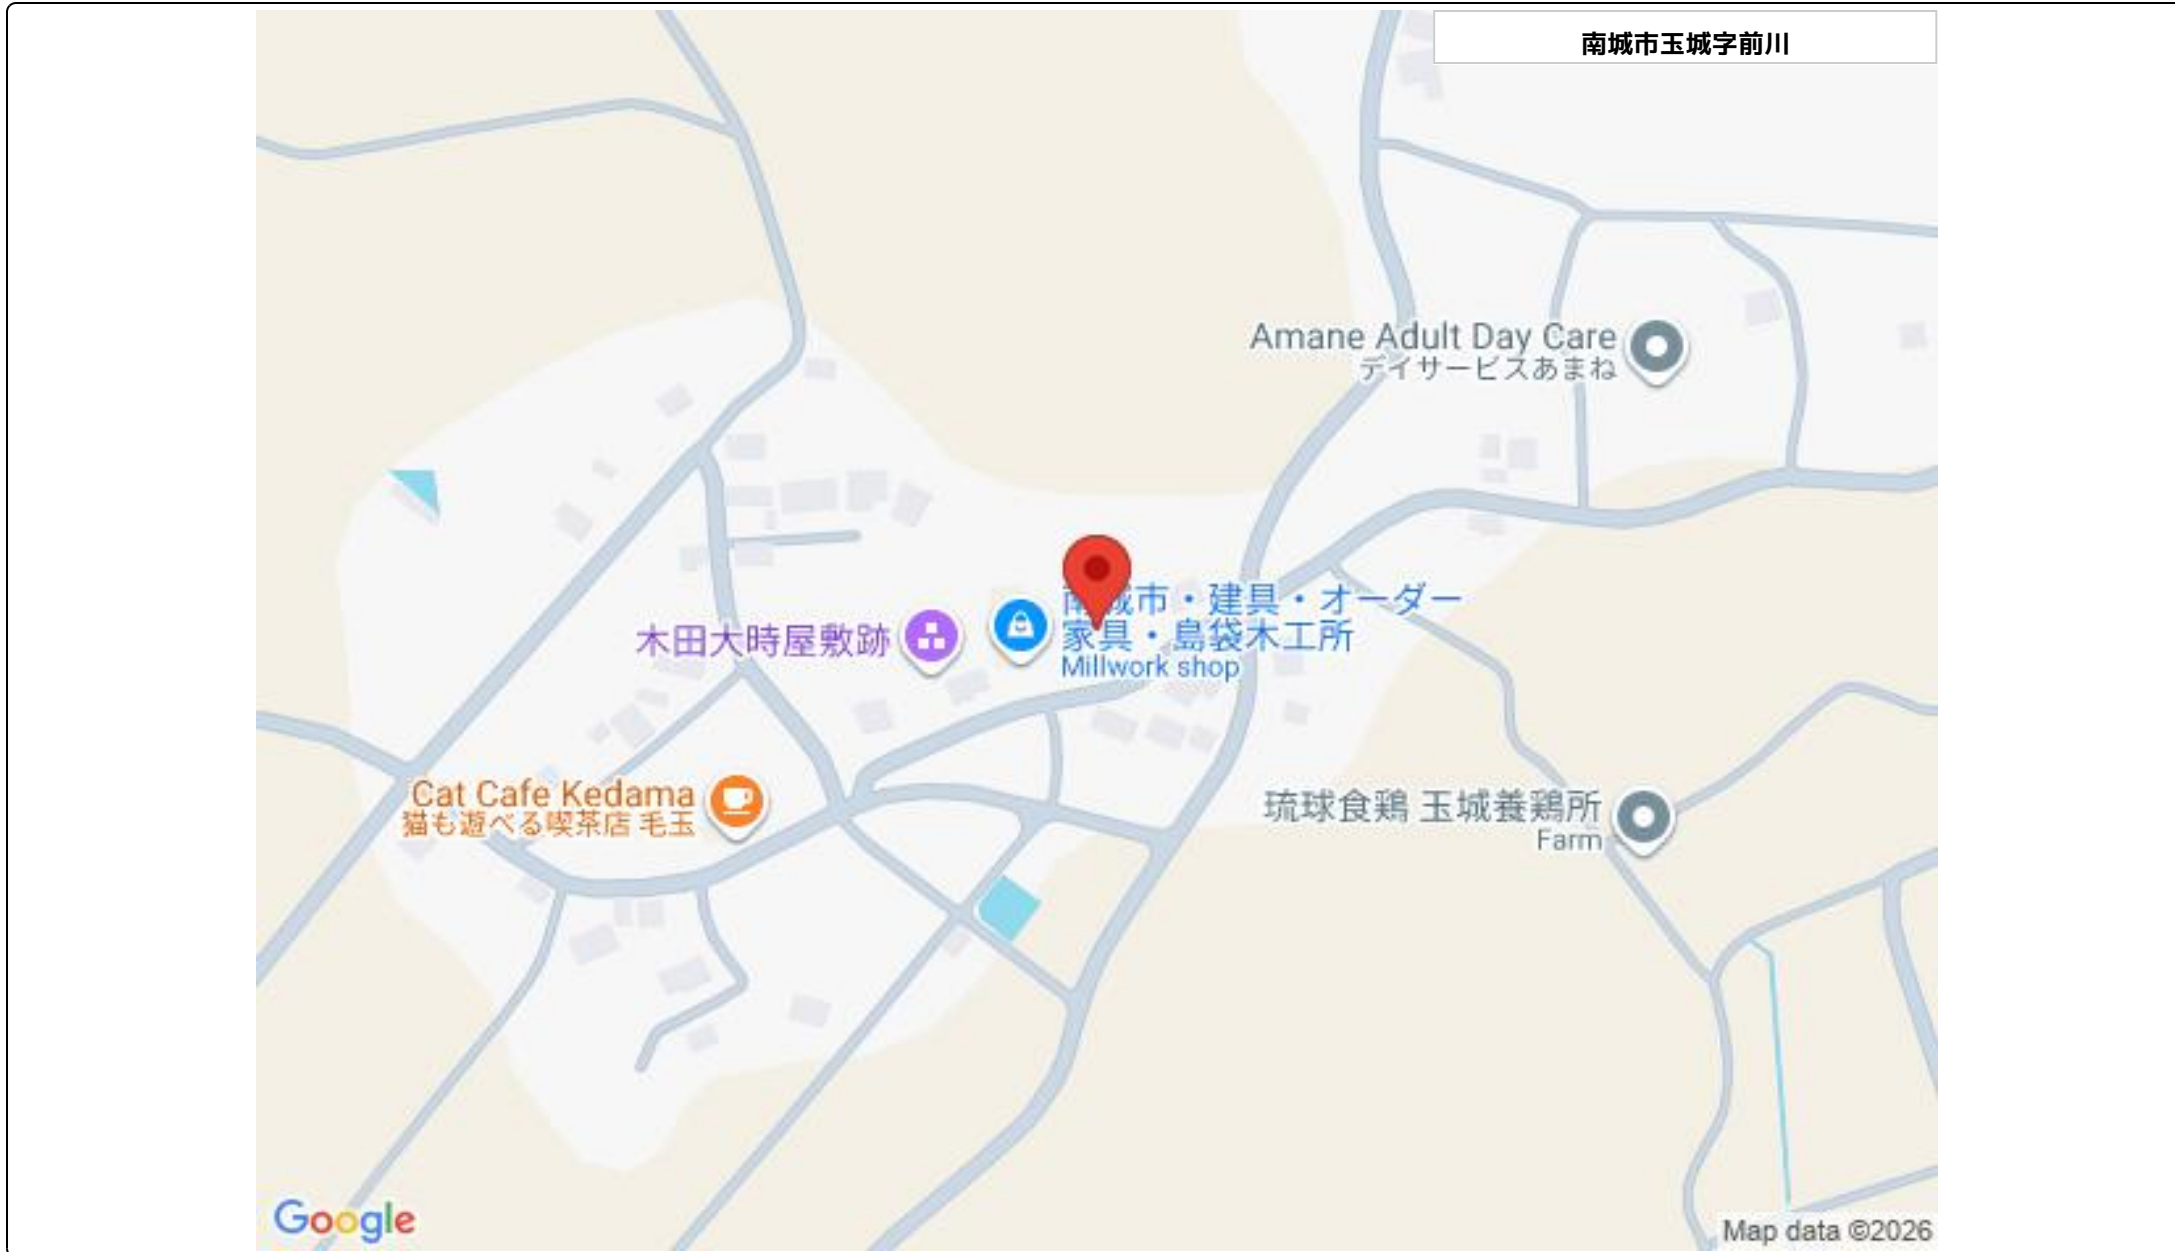 南城市玉城字前川
Amane Adult Day Care
デイサービスあまね
南城市・建具・オーダー
家具・島袋木工所
Millwork shop
木田大時屋敷跡
Cat Cafe Kedama
猫も遊べる喫茶店 毛玉
琉球食鶏 玉城養鶏所
Farm
Google
Map data ©2026